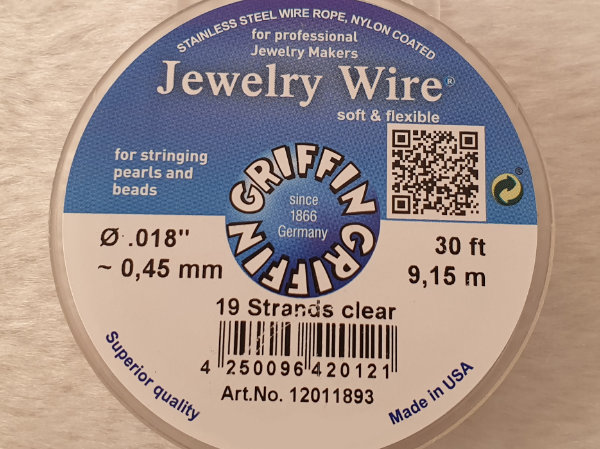 STAINLESS STEEL WIRE ROPE, NYLON COATED
for professional
Jewelry Makers
Jewelry Wire®
soft & flexible
for stringing
pearls and
beads
GRIFFIN GRIFFIN
since
1866
Germany
Ø .018"
~ 0,45 mm
30 ft
9,15 m
19 Strands clear
4 250096 420121
Art.No. 12011893
Superior quality
Made in USA